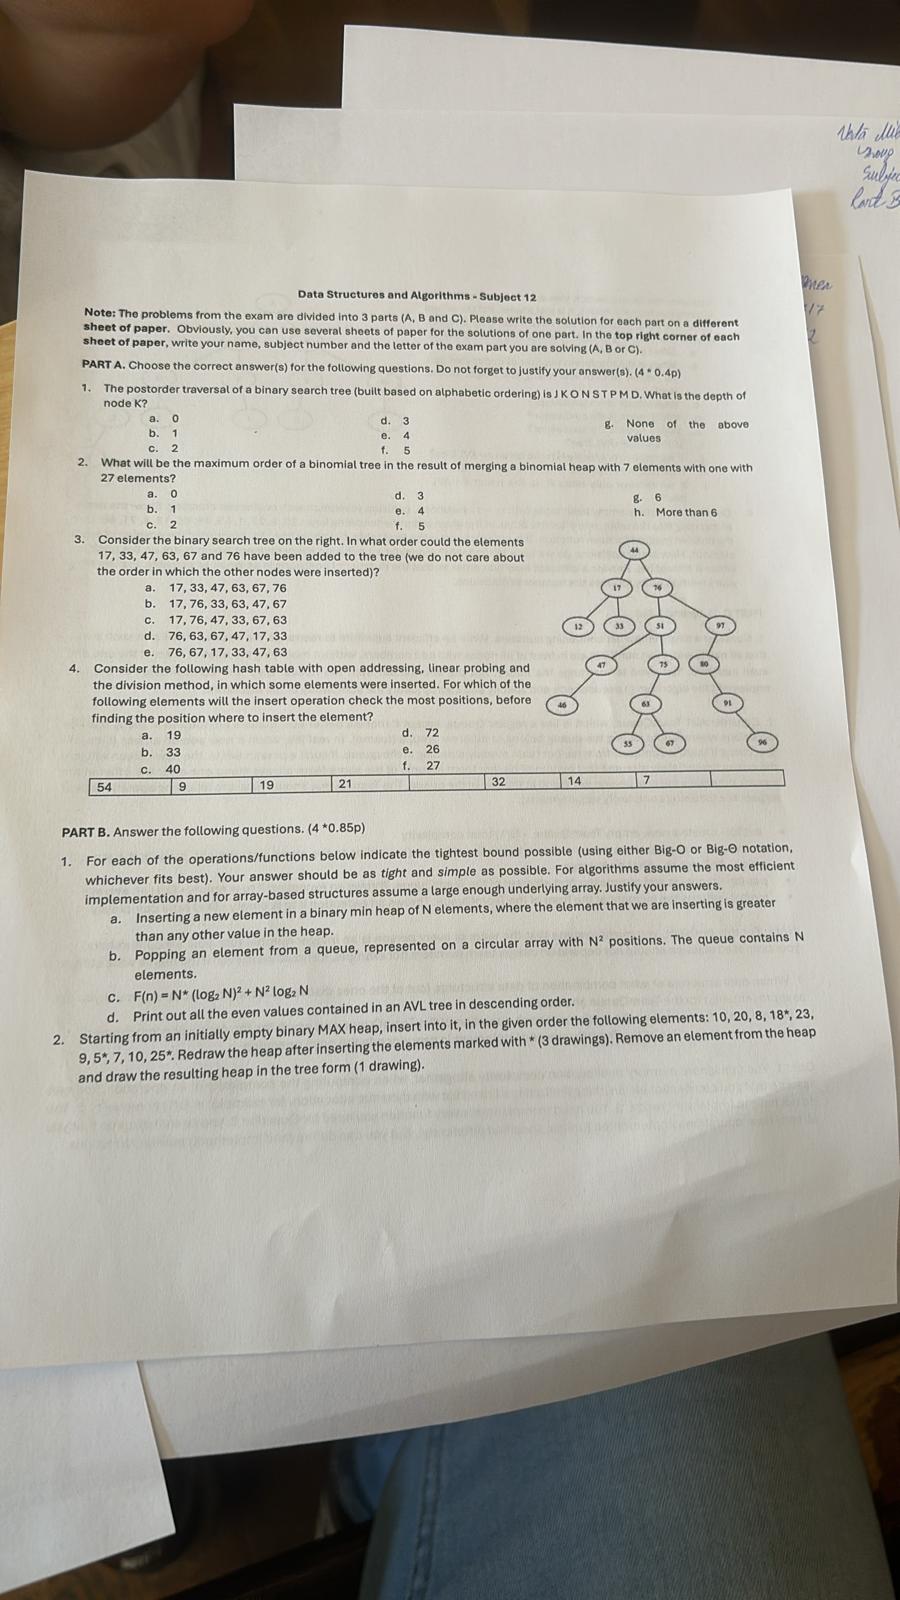 Subject
Part B
Data Structures and Algorithms - Subject 12
Note: The problems from the exam are divided into 3 parts (A, B and C). Please write the solution for each part on a different
sheet of paper. Obviously, you can use several sheets of paper for the solutions of one part. In the top right corner of each
sheet of paper, write your name, subject number and the letter of the exam part you are solving (A, B or C).
PART A. Choose the correct answer(s) for the following questions. Do not forget to justify your answer(s). (4 * 0.4p)
1. The postorder traversal of a binary search tree (built based on alphabetic ordering) is J K O N S T P M D. What is the depth of
node K?
a. 0
b. 1
c. 2
d. 3
e. 4
f. 5
g. None of the above
values
2. What will be the maximum order of a binomial tree in the result of merging a binomial heap with 7 elements with one with
27 elements?
a. 0
b. 1
c. 2
d. 3
e. 4
f. 5
g. 6
h. More than 6
3. Consider the binary search tree on the right. In what order could the elements
17, 33, 47, 63, 67 and 76 have been added to the tree (we do not care about
the order in which the other nodes were inserted)?
a. 17, 33, 47, 63, 67, 76
b. 17, 76, 33, 63, 47, 67
c. 17, 76, 47, 33, 67, 63
d. 76, 63, 67, 47, 17, 33
e. 76, 67, 17, 33, 47, 63
44
17 76
12 33 51 97
47 75 80
46 63 91
55 67 96
4. Consider the following hash table with open addressing, linear probing and
the division method, in which some elements were inserted. For which of the
following elements will the insert operation check the most positions, before
finding the position where to insert the element?
a. 19
b. 33
c. 40
d. 72
e. 26
f. 27
54 9 19 21 32 14 7
PART B. Answer the following questions. (4 *0.85p)
1. For each of the operations/functions below indicate the tightest bound possible (using either Big-O or Big-Θ notation,
whichever fits best). Your answer should be as tight and simple as possible. For algorithms assume the most efficient
implementation and for array-based structures assume a large enough underlying array. Justify your answers.
a. Inserting a new element in a binary min heap of N elements, where the element that we are inserting is greater
than any other value in the heap.
b. Popping an element from a queue, represented on a circular array with N² positions. The queue contains N
elements.
c. F(n) = N* (log₂ N)² + N² log₂ N
d. Print out all the even values contained in an AVL tree in descending order.
2. Starting from an initially empty binary MAX heap, insert into it, in the given order the following elements: 10, 20, 8, 18*, 23,
9, 5*, 7, 10, 25*. Redraw the heap after inserting the elements marked with * (3 drawings). Remove an element from the heap
and draw the resulting heap in the tree form (1 drawing).